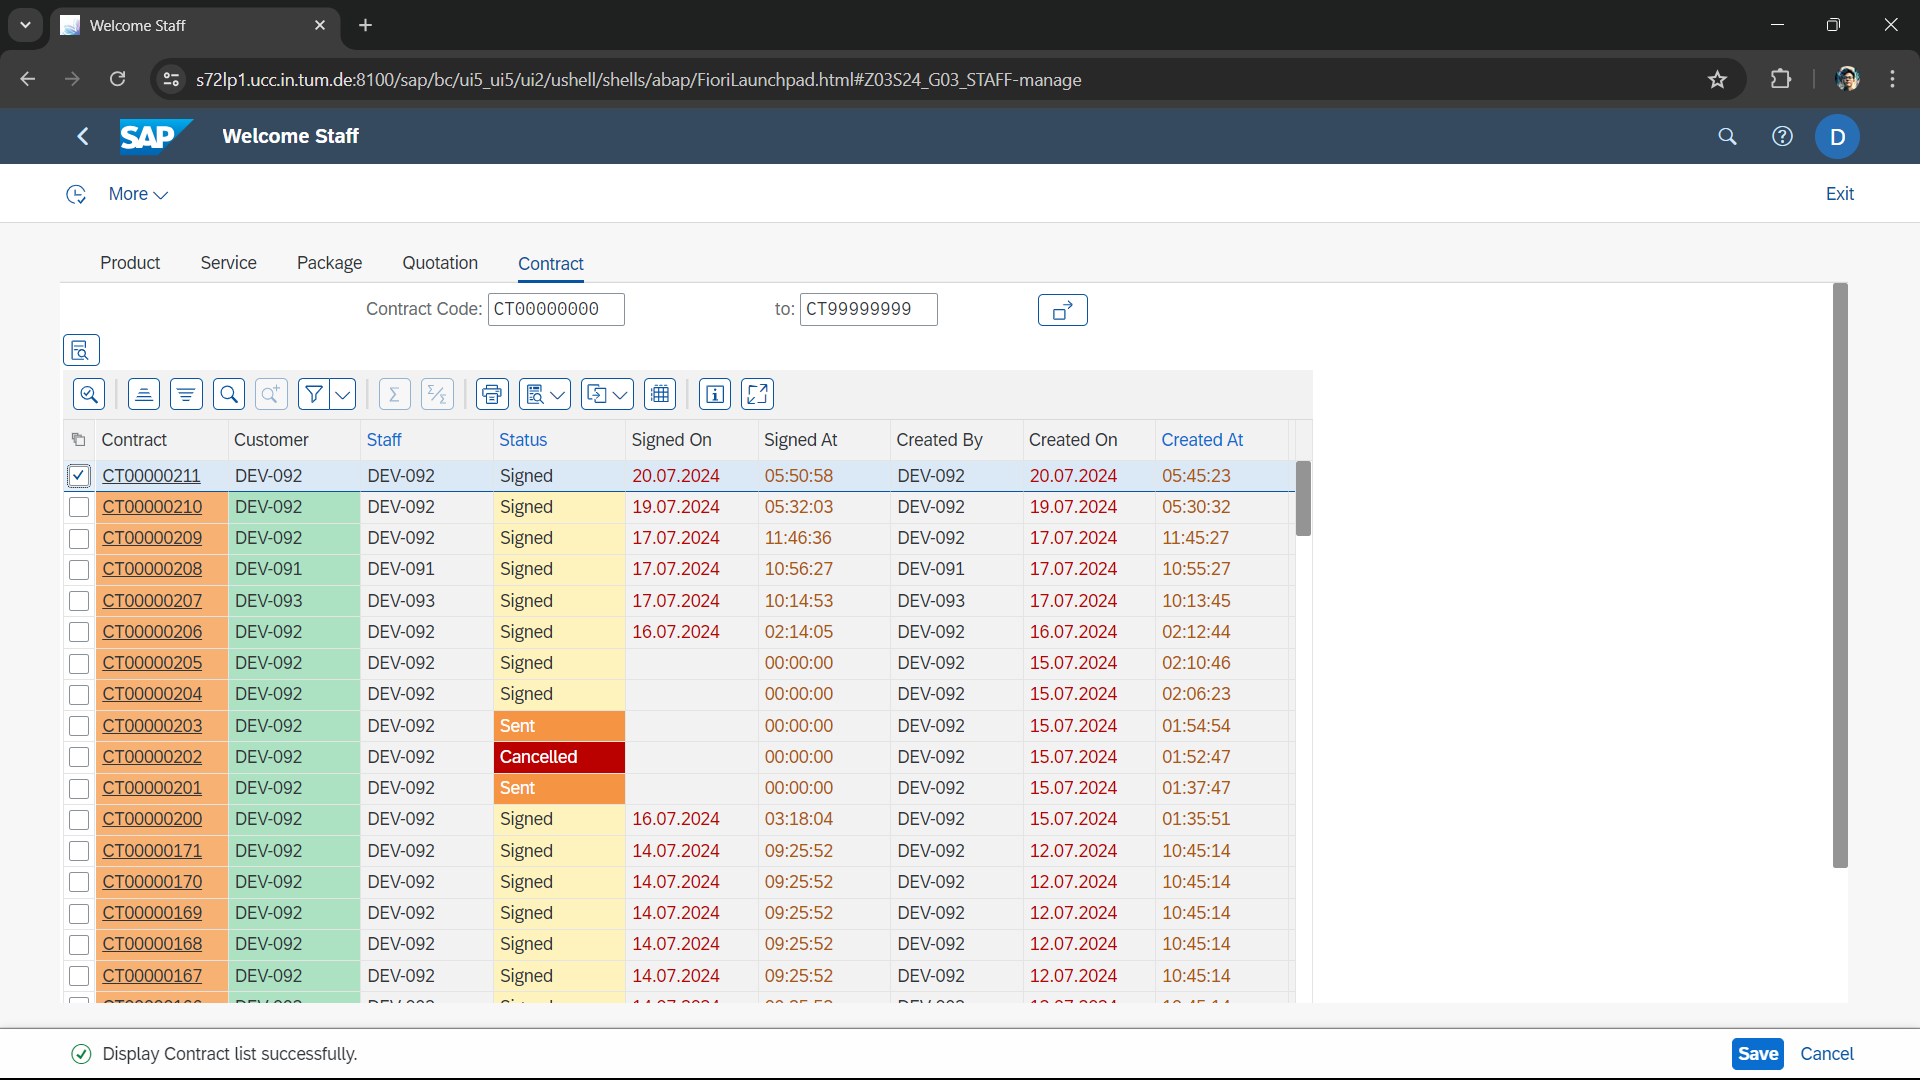 Welcome Staff
s72lp1.ucc.in.tum.de:8100/sap/bc/ui5_ui5/ui2/ushell/shells/abap/FioriLaunchpad.html#Z03S24_G03_STAFF-manage
SAP Welcome Staff D
More Exit
Product Service Package Quotation Contract
Contract Code: CT00000000 to: CT99999999
Contract Customer Staff Status Signed On Signed At Created By Created On Created At
CT00000211 DEV-092 DEV-092 Signed 20.07.2024 05:50:58 DEV-092 20.07.2024 05:45:23
CT00000210 DEV-092 DEV-092 Signed 19.07.2024 05:32:03 DEV-092 19.07.2024 05:30:32
CT00000209 DEV-092 DEV-092 Signed 17.07.2024 11:46:36 DEV-092 17.07.2024 11:45:27
CT00000208 DEV-091 DEV-091 Signed 17.07.2024 10:56:27 DEV-091 17.07.2024 10:55:27
CT00000207 DEV-093 DEV-093 Signed 17.07.2024 10:14:53 DEV-093 17.07.2024 10:13:45
CT00000206 DEV-092 DEV-092 Signed 16.07.2024 02:14:05 DEV-092 16.07.2024 02:12:44
CT00000205 DEV-092 DEV-092 Signed 00:00:00 DEV-092 15.07.2024 02:10:46
CT00000204 DEV-092 DEV-092 Signed 00:00:00 DEV-092 15.07.2024 02:06:23
CT00000203 DEV-092 DEV-092 Sent 00:00:00 DEV-092 15.07.2024 01:54:54
CT00000202 DEV-092 DEV-092 Cancelled 00:00:00 DEV-092 15.07.2024 01:52:47
CT00000201 DEV-092 DEV-092 Sent 00:00:00 DEV-092 15.07.2024 01:37:47
CT00000200 DEV-092 DEV-092 Signed 16.07.2024 03:18:04 DEV-092 15.07.2024 01:35:51
CT00000171 DEV-092 DEV-092 Signed 14.07.2024 09:25:52 DEV-092 12.07.2024 10:45:14
CT00000170 DEV-092 DEV-092 Signed 14.07.2024 09:25:52 DEV-092 12.07.2024 10:45:14
CT00000169 DEV-092 DEV-092 Signed 14.07.2024 09:25:52 DEV-092 12.07.2024 10:45:14
CT00000168 DEV-092 DEV-092 Signed 14.07.2024 09:25:52 DEV-092 12.07.2024 10:45:14
CT00000167 DEV-092 DEV-092 Signed 14.07.2024 09:25:52 DEV-092 12.07.2024 10:45:14
Display Contract list successfully. Save Cancel